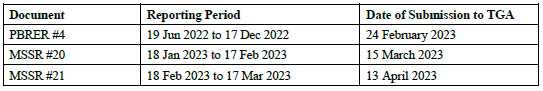 Document Reporting Period Date of Submission to TGA
PBRER #4 19 Jun 2022 to 17 Dec 2022 24 February 2023
MSSR #20 18 Jan 2023 to 17 Feb 2023 15 March 2023
MSSR #21 18 Feb 2023 to 17 Mar 2023 13 April 2023